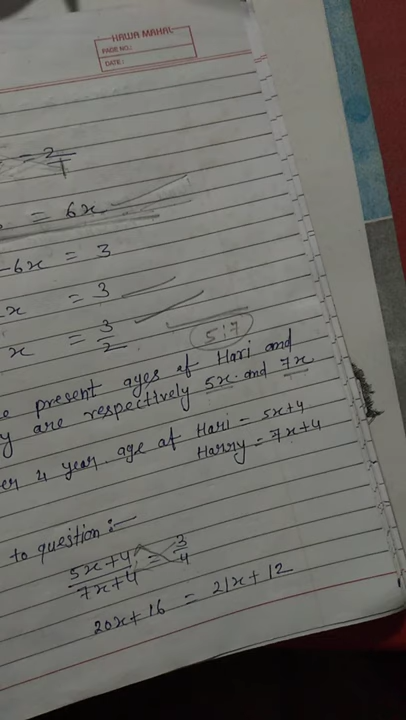 HAWA MAHAL
PAGE NO.:
DATE:
= 2/1
= 6x
-6x = 3
x = 3
x = 3/2
5:7
present ages of Hari and
y are respectively 5x and 7x
er 4 year age of Hari = 5x+4
Harry = 7x+4
to question:-
5x+4/7x+4 = 3/4
20x+16 = 21x+12